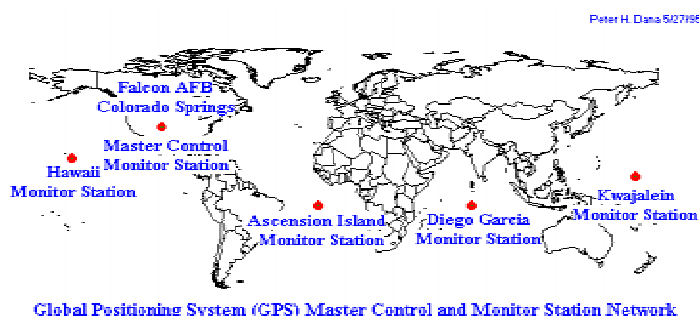 Peter H. Dana 5/27/95
Falcon AFB
Colorado Springs
Master Control
Monitor Station
Hawaii
Monitor Station
Ascension Island
Monitor Station
Diego Garcia
Monitor Station
Kwajalein
Monitor Station
Global Positioning System (GPS) Master Control and Monitor Station Network